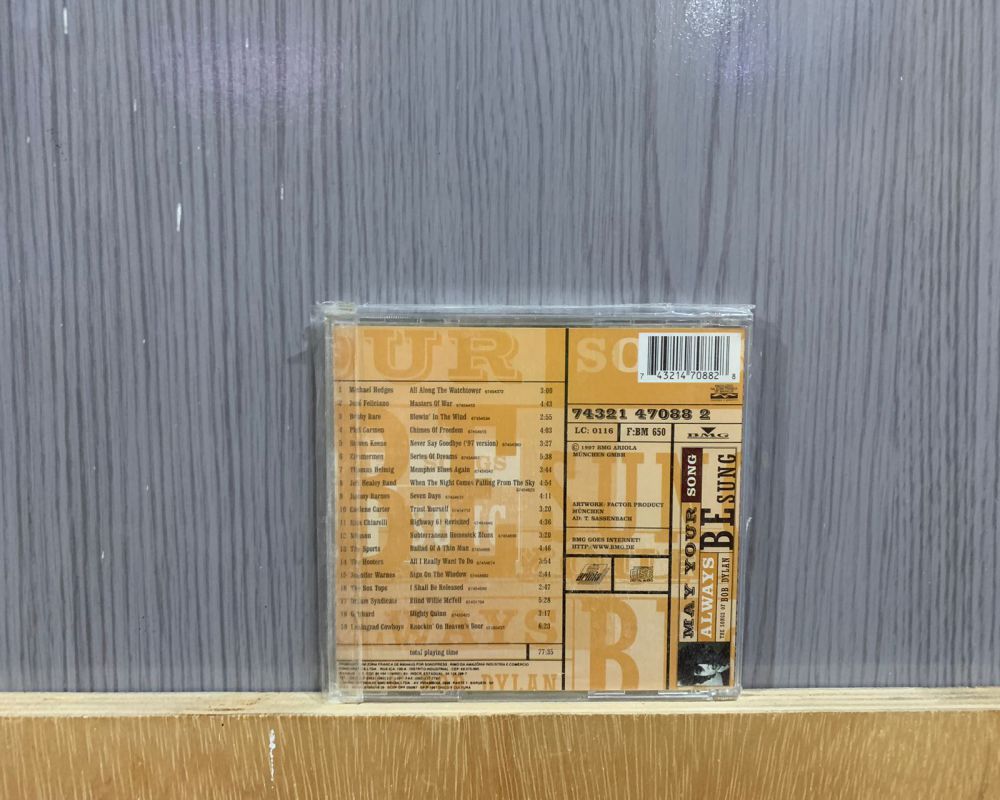 OUR
SO
7 43214 70882 8
1 Michael Hedges All Along The Watchtower 3:00
2 José Feliciano Masters Of War 4:43
3 Bobby Bare Blowin' In The Wind 2:55
4 Phil Carmen Chimes Of Freedom 4:03
5 Steven Keene Never Say Goodbye ('97 version) 3:27
6 Zimmermen Series Of Dreams 5:38
7 Thomas Helmig Memphis Blues Again 3:44
8 Jeff Healey Band When The Night Comes Falling From The Sky 4:54
9 Jimmy Barnes Seven Days 4:11
10 Carlene Carter Trust Yourself 3:20
11 Chiarelli Highway 61 Revisited 4:36
12 Nilsson Subterranean Homesick Blues 3:20
13 The Sports Ballad Of A Thin Man 4:46
14 The Hooters All I Really Want To Do 3:54
15 Jennifer Warnes Sign On The Window 2:44
16 The Box Tops I Shall Be Released 2:47
17 Dream Syndicate Blind Willie McTell 5:28
18 Gotthard Mighty Quinn 3:17
19 Leningrad Cowboys Knockin' On Heaven's Door 6:23
total playing time 77:35
DYLAN
74321 47088 2
LC: 0116 F:BM 650
BMG
© 1997 BMG ARIOLA
MÜNCHEN GMBH
ARTWORK: FACTOR PRODUCT
MÜNCHEN
AD: T. SASSENBACH
BMG GOES INTERNET!
HTTP://WWW.BMG.DE
MAY YOUR SONG
ALWAYS
BE SUNG
THE SONGS OF BOB DYLAN